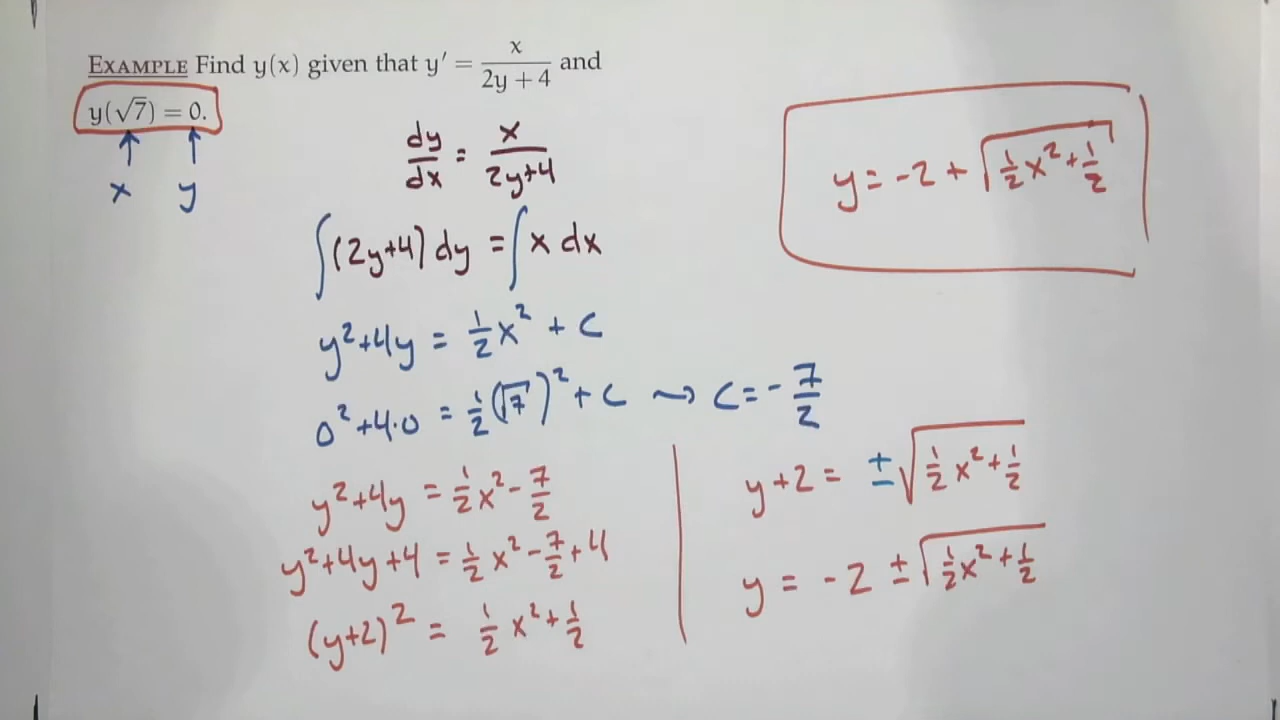 EXAMPLE Find y(x) given that y′ = x/(2y + 4) and
y(√7) = 0.
x y
dy/dx = x/(2y+4)
∫(2y+4) dy = ∫x dx
y²+4y = ½x² + C
0²+4·0 = ½(√7)² + C ⇝ C = -7/2
y²+4y = ½x² - 7/2
y²+4y+4 = ½x² - 7/2 + 4
(y+2)² = ½x² + ½
y+2 = ±√(½x² + ½)
y = -2 ± √(½x² + ½)
y = -2 + √(½x² + ½)